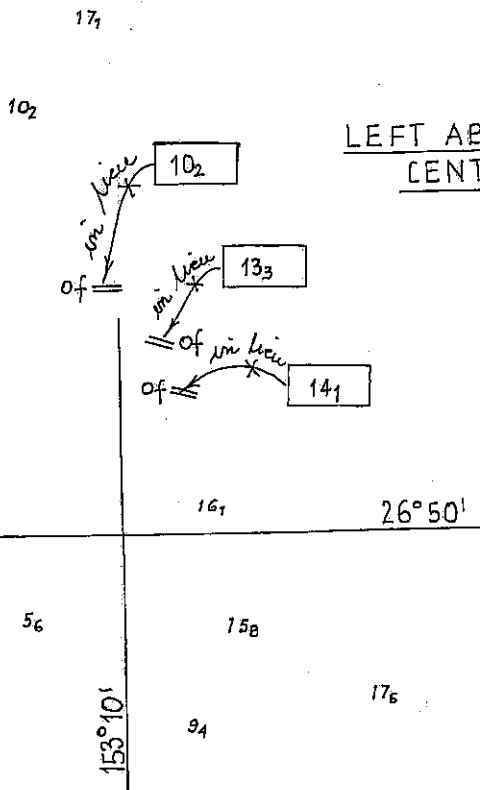 17₁
10₂
LEFT AB
CENT
10₂
in lieu
of
13₃
in lieu
of
in lieu
of
14₁
16₁
26°50'
5₆
15₈
17₆
9₄
153°10'